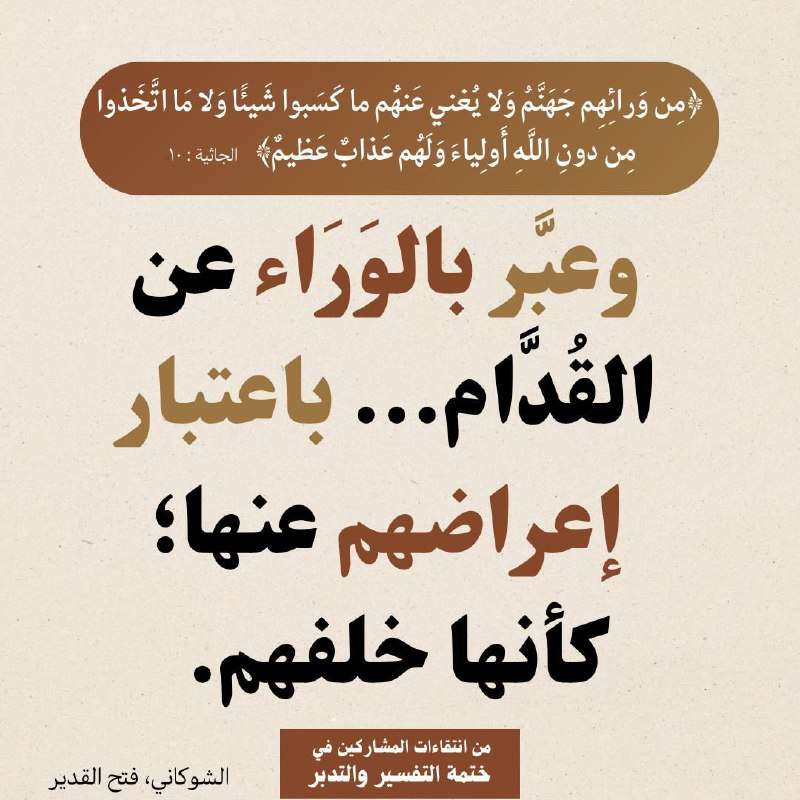 ﴿مِن وَرائِهِم جَهَنَّمُ وَلا يُغني عَنهُم ما كَسَبوا شَيئًا وَلا مَا اتَّخَذوا
مِن دونِ اللَّهِ أَولِياءَ وَلَهُم عَذابٌ عَظيمٌ﴾ الجاثية : ١٠
وعبَّر بالوَرَاء عن
القُدَّام... باعتبار
إعراضهم عنها؛
كأنها خلفهم.
من انتقاءات المشاركين في
ختمة التفسير والتدبر
الشوكاني، فتح القدير